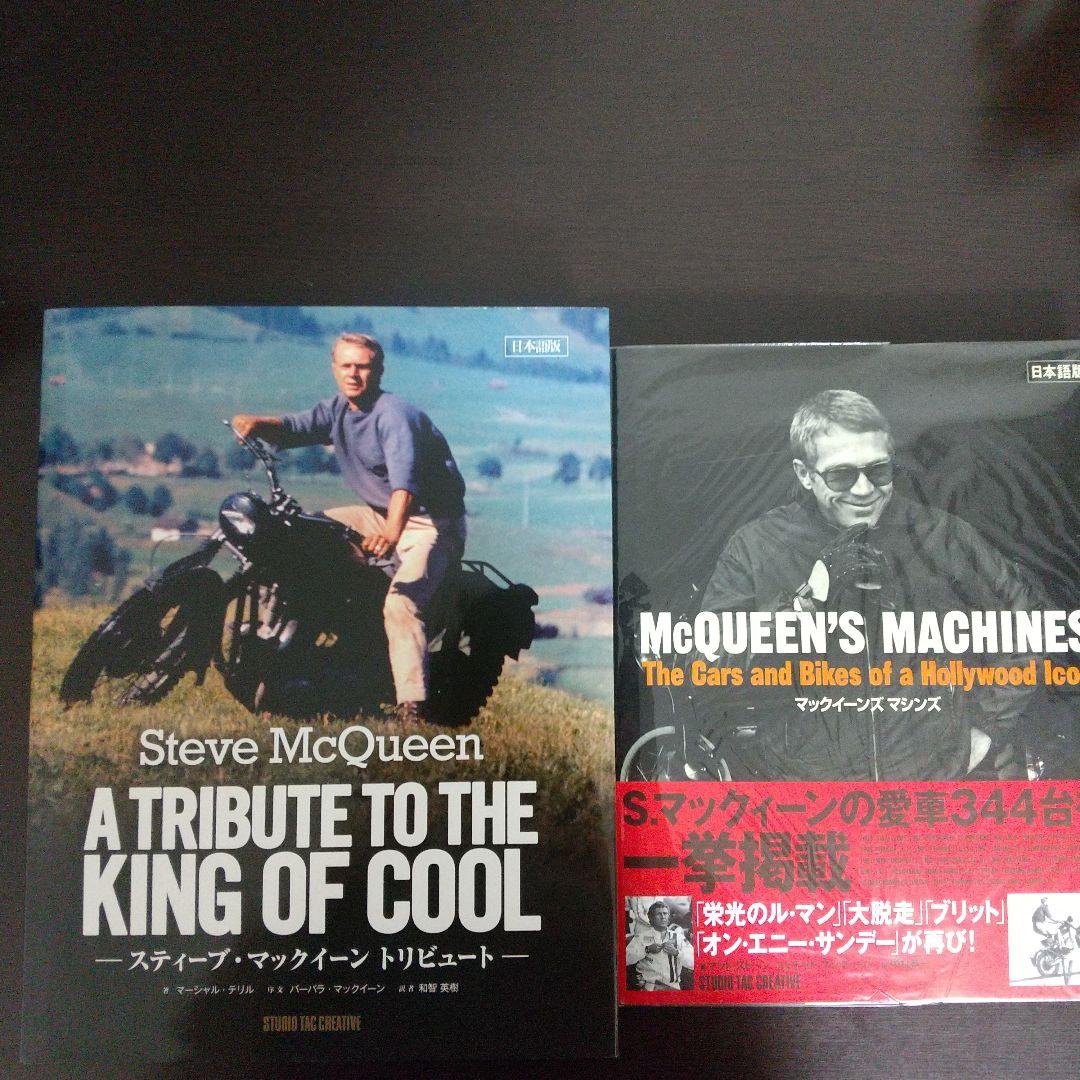 日本語版
Steve McQueen
A TRIBUTE TO THE
KING OF COOL
― スティーブ・マックイーン トリビュート ―
著者 マーシャル・テリル 序文 バーバラ・マックイーン 訳者 和智 英樹
STUDIO TAC CREATIVE
日本語版
McQUEEN'S MACHINES
The Cars and Bikes of a Hollywood Ico
マックイーンズ マシンズ
S.マックィーンの愛車344台
一挙掲載
「栄光のル・マン」「大脱走」「ブリット」
「オン・エニー・サンデー」が再び!
STUDIO TAC CREATIVE